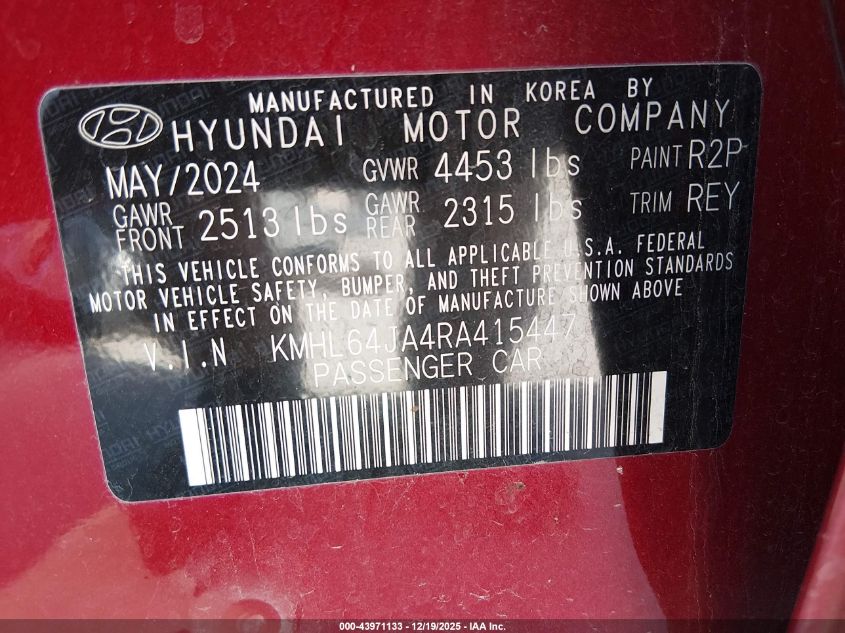 MANUFACTURED IN KOREA BY
HYUNDAI MOTOR COMPANY
MAY/2024 GVWR 4453 lbs PAINT R2P
GAWR FRONT 2513 lbs GAWR REAR 2315 lbs TRIM REY
THIS VEHICLE CONFORMS TO ALL APPLICABLE U.S.A. FEDERAL
MOTOR VEHICLE SAFETY, BUMPER, AND THEFT PREVENTION STANDARDS
IN EFFECT ON THE DATE OF MANUFACTURE SHOWN ABOVE
V.I.N KMHL64JA4RA415447
PASSENGER CAR
000-43971133 - 12/19/2025 - IAA Inc.